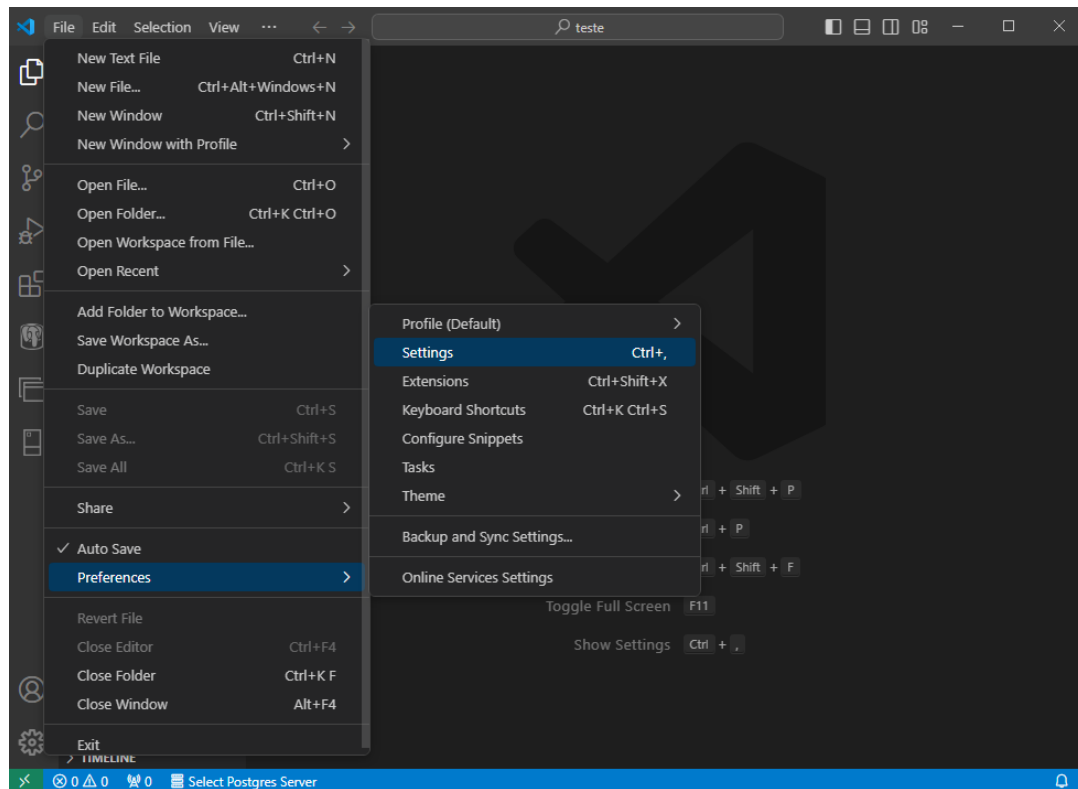 File Edit Selection View ··· teste
New Text File Ctrl+N
New File... Ctrl+Alt+Windows+N
New Window Ctrl+Shift+N
New Window with Profile
Open File... Ctrl+O
Open Folder... Ctrl+K Ctrl+O
Open Workspace from File...
Open Recent
Add Folder to Workspace...
Save Workspace As...
Duplicate Workspace
Save Ctrl+S
Save As... Ctrl+Shift+S
Save All Ctrl+K S
Share
Auto Save
Preferences
Revert File
Close Editor Ctrl+F4
Close Folder Ctrl+K F
Close Window Alt+F4
Exit
Profile (Default)
Settings Ctrl+,
Extensions Ctrl+Shift+X
Keyboard Shortcuts Ctrl+K Ctrl+S
Configure Snippets
Tasks
Theme
Backup and Sync Settings...
Online Services Settings
rl + Shift + P
rl + P
rl + Shift + F
Toggle Full Screen F11
Show Settings Ctrl + ,
TIMELINE
0 0 0 Select Postgres Server